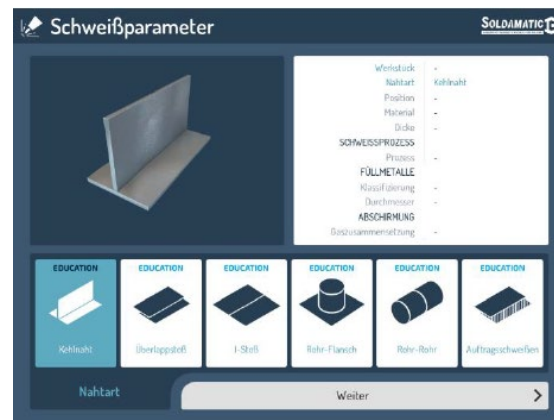 Schweißparameter
SOLDAMATIC
Werkstück -
Nahtart Kehlnaht
Position -
Material -
Dicke -
SCHWEISSPROZESS
Prozess -
FÜLLMETALLE
Klassifizierung -
Durchmesser -
ABSCHIRMUNG
Gaszusammensetzung -
EDUCATION EDUCATION EDUCATION EDUCATION EDUCATION EDUCATION
Kehlnaht Überlappstoß I-Stoß Rohr-Flansch Rohr-Rohr Auftragsschweißen
Nahtart Weiter